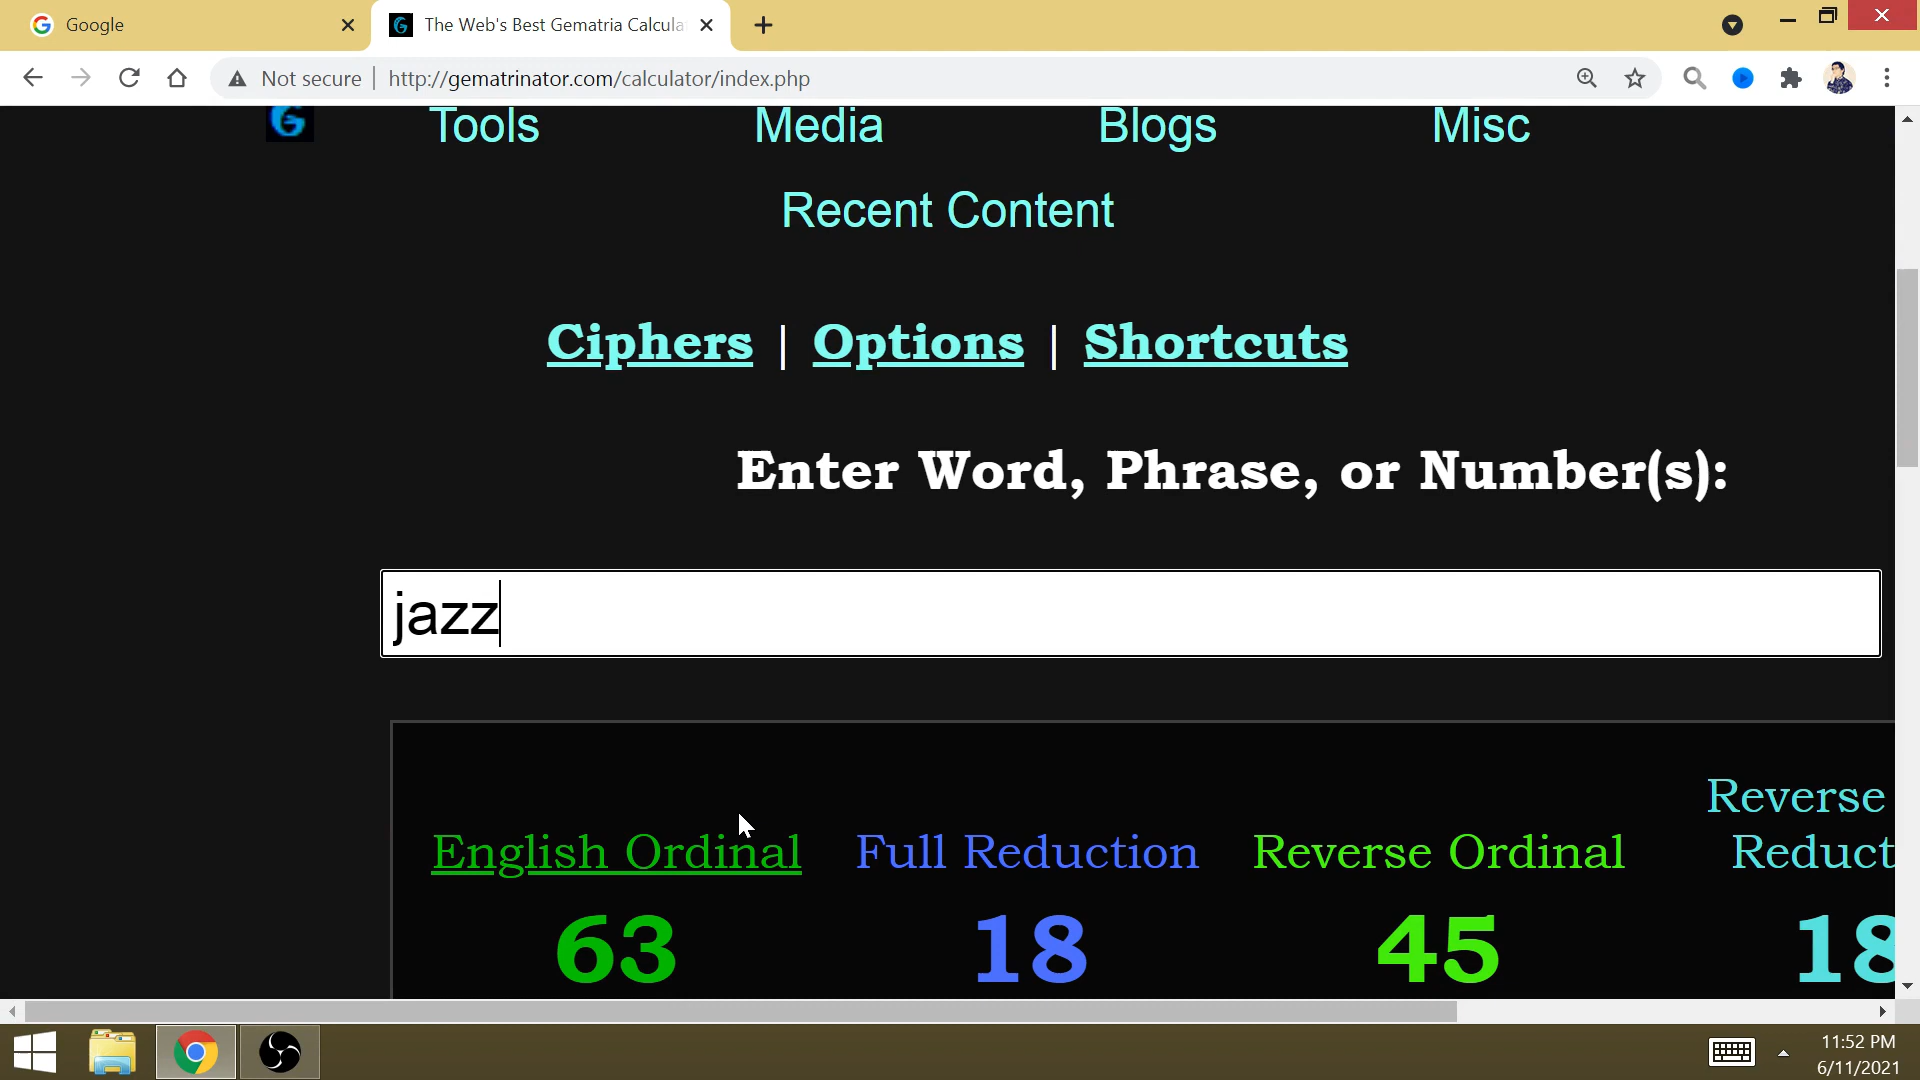 Google
The Web's Best Gematria Calcula
Not secure | http://gematrinator.com/calculator/index.php
G Tools Media Blogs Misc
Recent Content
Ciphers | Options | Shortcuts
Enter Word, Phrase, or Number(s):
jazz
Reverse
English Ordinal Full Reduction Reverse Ordinal Reduct
63 18 45 18
11:52 PM
6/11/2021